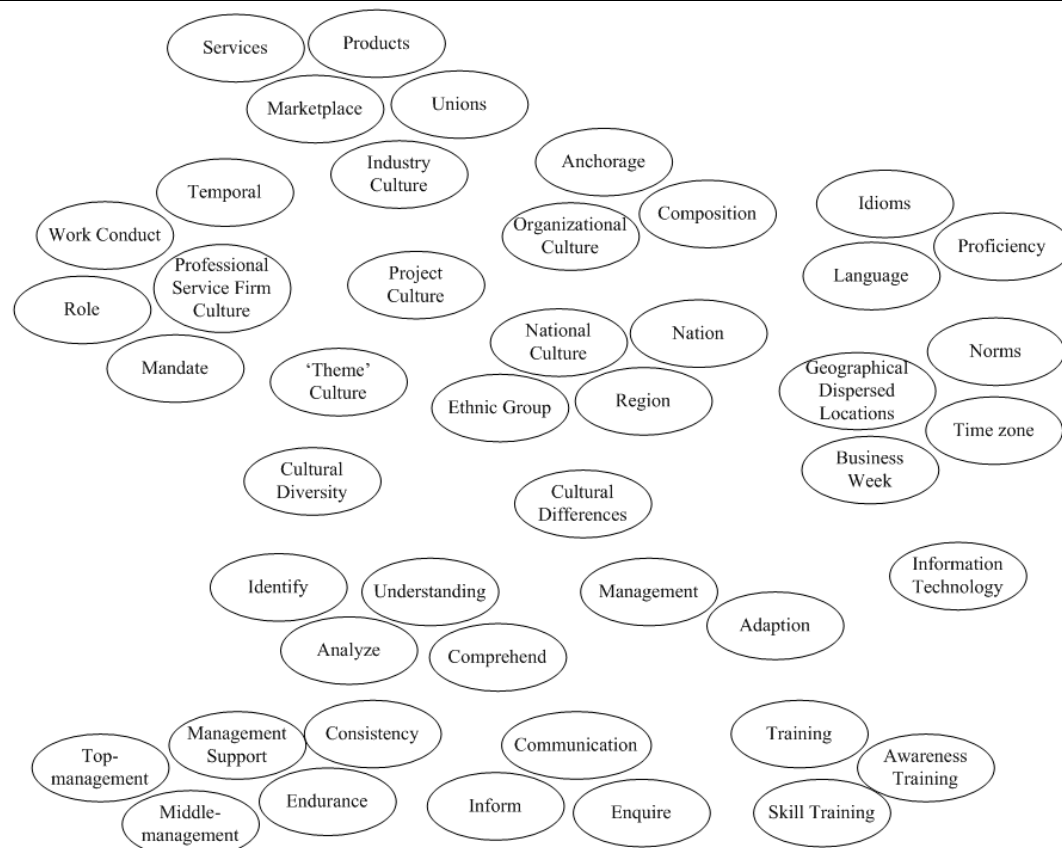 Services
Products
Marketplace
Unions
Industry
Culture
Anchorage
Temporal
Composition
Idioms
Organizational
Culture
Work Conduct
Proficiency
Professional
Service Firm
Culture
Project
Culture
Language
Role
National
Culture
Nation
Norms
Mandate
‘Theme’
Culture
Geographical
Dispersed
Locations
Ethnic Group
Region
Time zone
Cultural
Diversity
Business
Week
Cultural
Differences
Information
Technology
Identify
Understanding
Management
Adaption
Analyze
Comprehend
Management
Support
Consistency
Communication
Training
Top-
management
Awareness
Training
Endurance
Inform
Enquire
Skill Training
Middle-
management